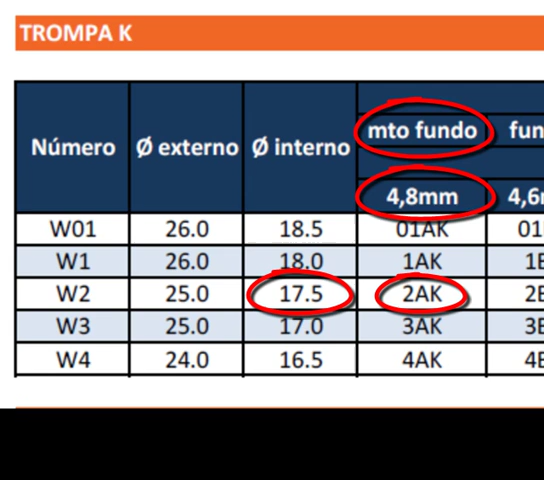 TROMPA K
mto fundo
Número Ø externo Ø interno
4,8mm
W01 26.0 18.5 01AK
W1 26.0 18.0 1AK
W2 25.0 17.5 2AK
W3 25.0 17.0 3AK
W4 24.0 16.5 4AK